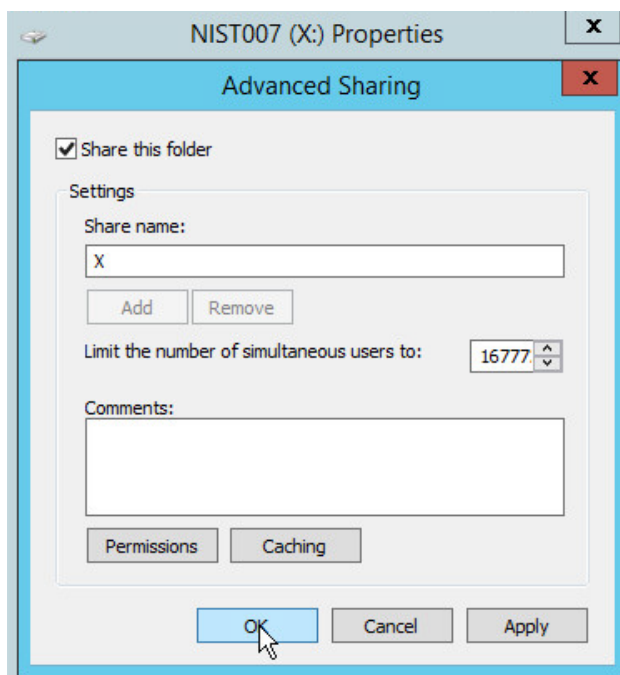 NIST007 (X:) Properties
x
Advanced Sharing
x
Share this folder
Settings
Share name:
X
Add Remove
Limit the number of simultaneous users to: 16777
Comments:
Permissions Caching
OK Cancel Apply